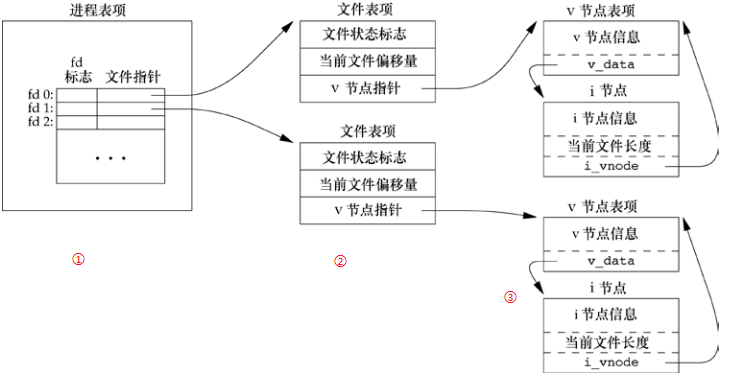 进程表项
fd
标志
文件指针
fd 0:
fd 1:
fd 2:
• • •
①
文件表项
文件状态标志
当前文件偏移量
v 节点指针
文件表项
文件状态标志
当前文件偏移量
v 节点指针
②
v 节点表项
v 节点信息
v_data
i 节点
i 节点信息
当前文件长度
i_vnode
v 节点表项
v 节点信息
v_data
③
i 节点
i 节点信息
当前文件长度
i_vnode